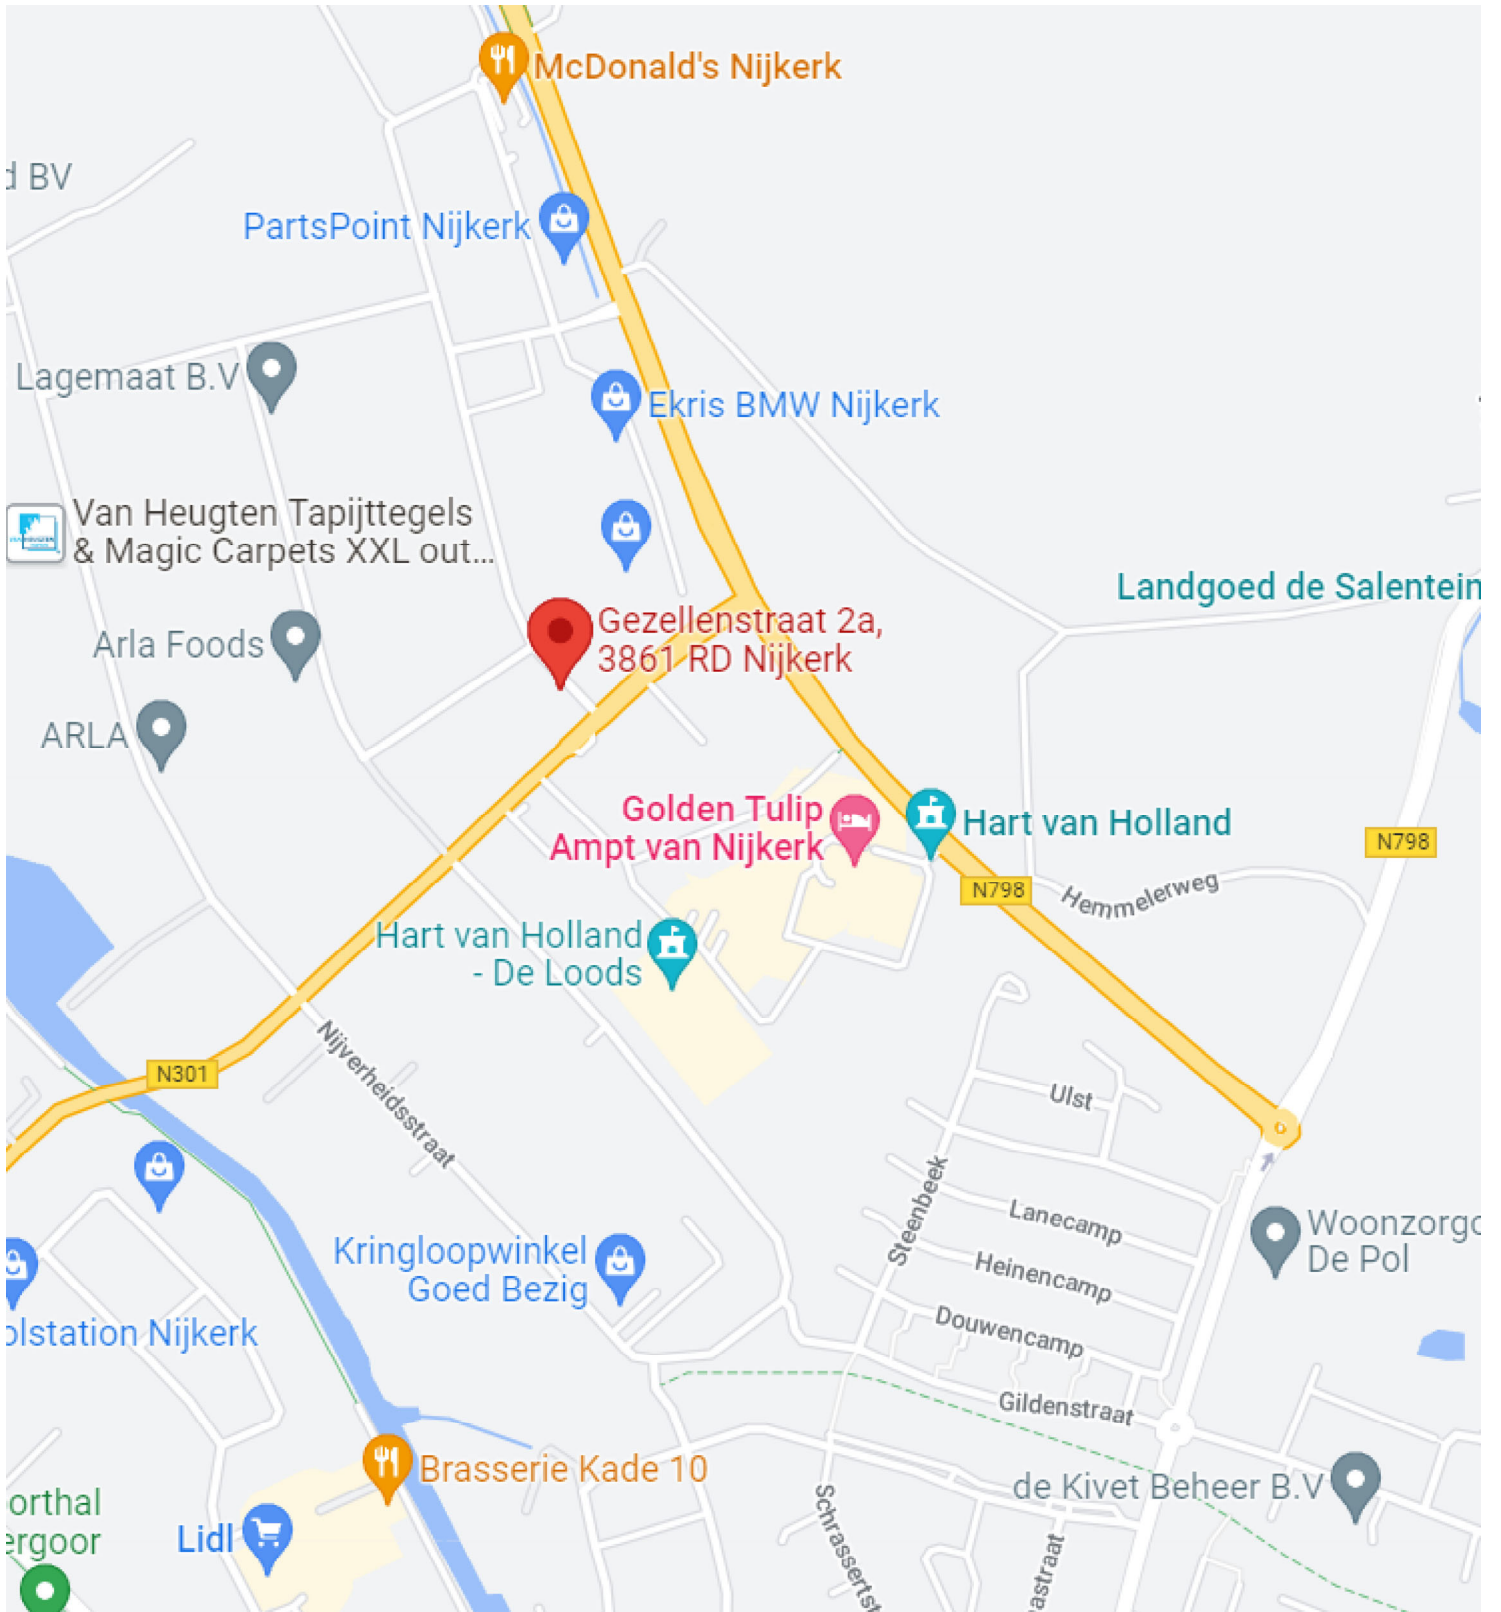 McDonald's Nijkerk
d BV
PartsPoint Nijkerk
Lagemaat B.V
Ekris BMW Nijkerk
Van Heugten Tapijttegels
& Magic Carpets XXL out...
Landgoed de Salentein
Gezellenstraat 2a,
3861 RD Nijkerk
Arla Foods
ARLA
Golden Tulip
Ampt van Nijkerk
Hart van Holland
N798
N798
Hemmelerweg
Hart van Holland
- De Loods
N301
Nijverheidsstraat
Ulst
Steenbeek
Lanecamp
Woonzorgc
De Pol
Kringloopwinkel
Goed Bezig
Heinencamp
olstation Nijkerk
Douwencamp
Gildenstraat
Brasserie Kade 10
de Kivet Beheer B.V
orthal
ergoor
Lidl
Schrassertst
astraat